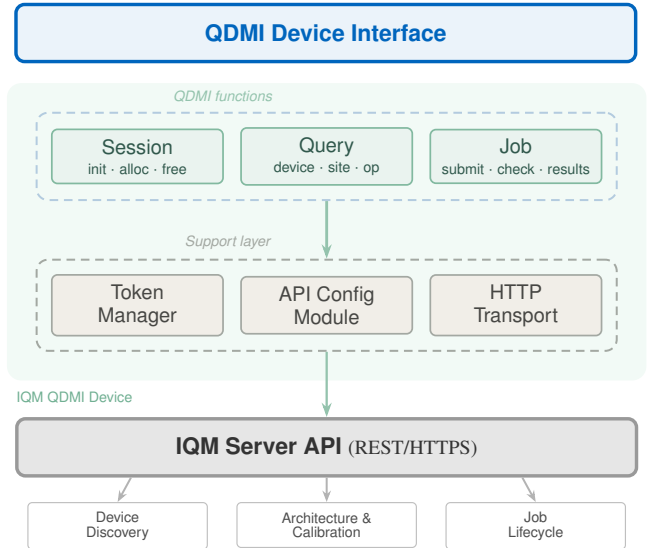 QDMI Device Interface
QDMI functions
Session
init · alloc · free
Query
device · site · op
Job
submit · check · results
Support layer
Token
Manager
API Config
Module
HTTP
Transport
IQM QDMI Device
IQM Server API (REST/HTTPS)
Device
Discovery
Architecture &
Calibration
Job
Lifecycle